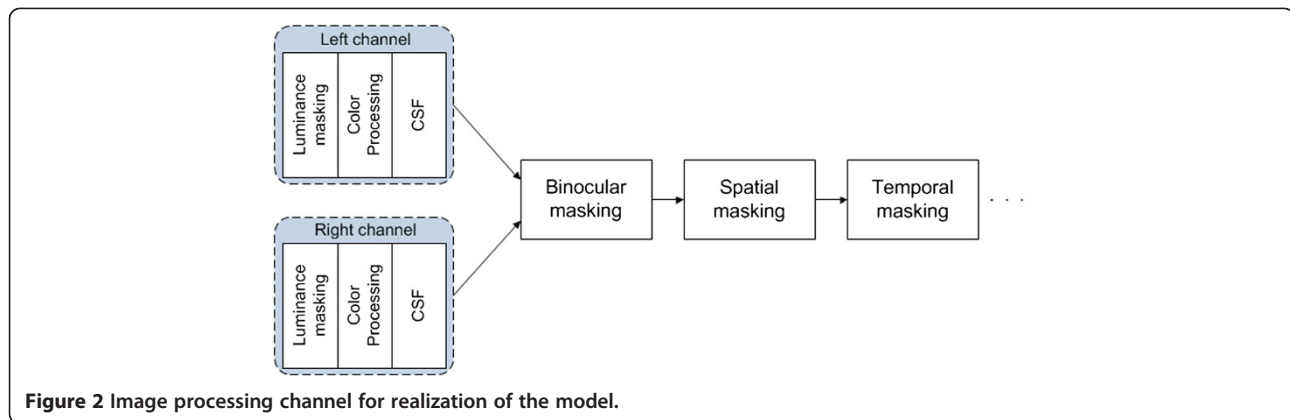 Left channel
Luminance
masking
Color
Processing
CSF
Right channel
Luminance
masking
Color
Processing
CSF
Binocular
masking
Spatial
masking
Temporal
masking
. . .
Figure 2 Image processing channel for realization of the model.